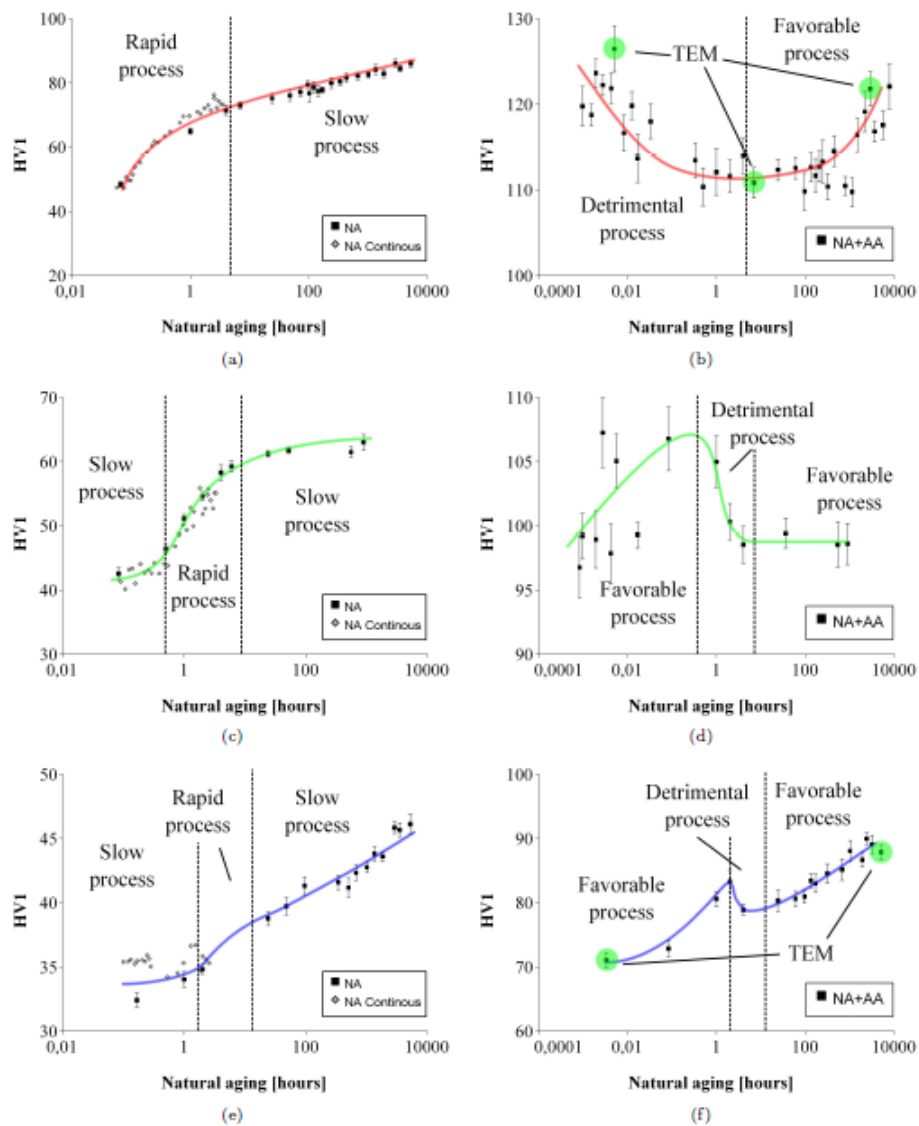 100
80
60
40
20
HV1
Rapid
process
Slow
process
NA
NA Continous
0,01
1
100
10000
Natural aging [hours]
(a)
130
120
110
100
HV1
TEM
Favorable
process
Detrimental
process
NA+AA
0,0001
0,01
1
100
10000
Natural aging [hours]
(b)
70
60
50
40
30
HV1
Slow
process
Rapid
process
Slow
process
NA
NA Continous
0,01
1
100
10000
Natural aging [hours]
(c)
110
105
100
95
90
HV1
Detrimental
process
Favorable
process
Favorable
process
NA+AA
0,0001
0,01
1
100
10000
Natural aging [hours]
(d)
50
45
40
35
30
HV1
Slow
process
Rapid
process
Slow
process
NA
NA Continous
0,01
1
100
10000
Natural aging [hours]
(e)
100
90
80
70
60
HV1
Favorable
process
Detrimental
process
Favorable
process
TEM
NA+AA
0,0001
0,01
1
100
10000
Natural aging [hours]
(f)